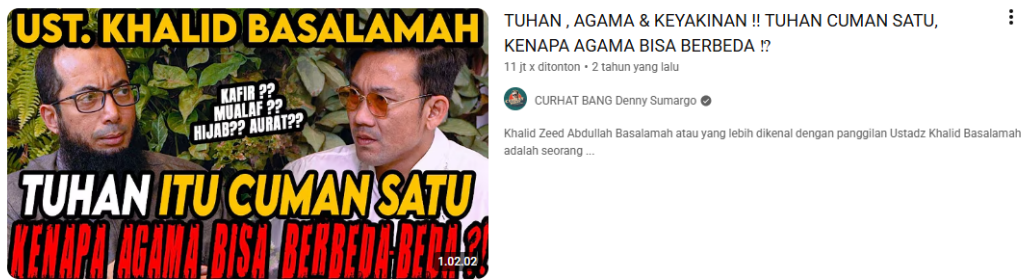 UST. KHALID BASALAMAH
KAFIR ??
MUALAF ??
HIJAB?? AURAT??
TUHAN ITU CUMAN SATU
KENAPA AGAMA BISA BERBEDA-BEDA?!
1.02.02
TUHAN , AGAMA & KEYAKINAN !! TUHAN CUMAN SATU,
KENAPA AGAMA BISA BERBEDA !?
11 jt x ditonton • 2 tahun yang lalu
CURHAT BANG Denny Sumargo
Khalid Zeed Abdullah Basalamah atau yang lebih dikenal dengan panggilan Ustadz Khalid Basalamah
adalah seorang ...